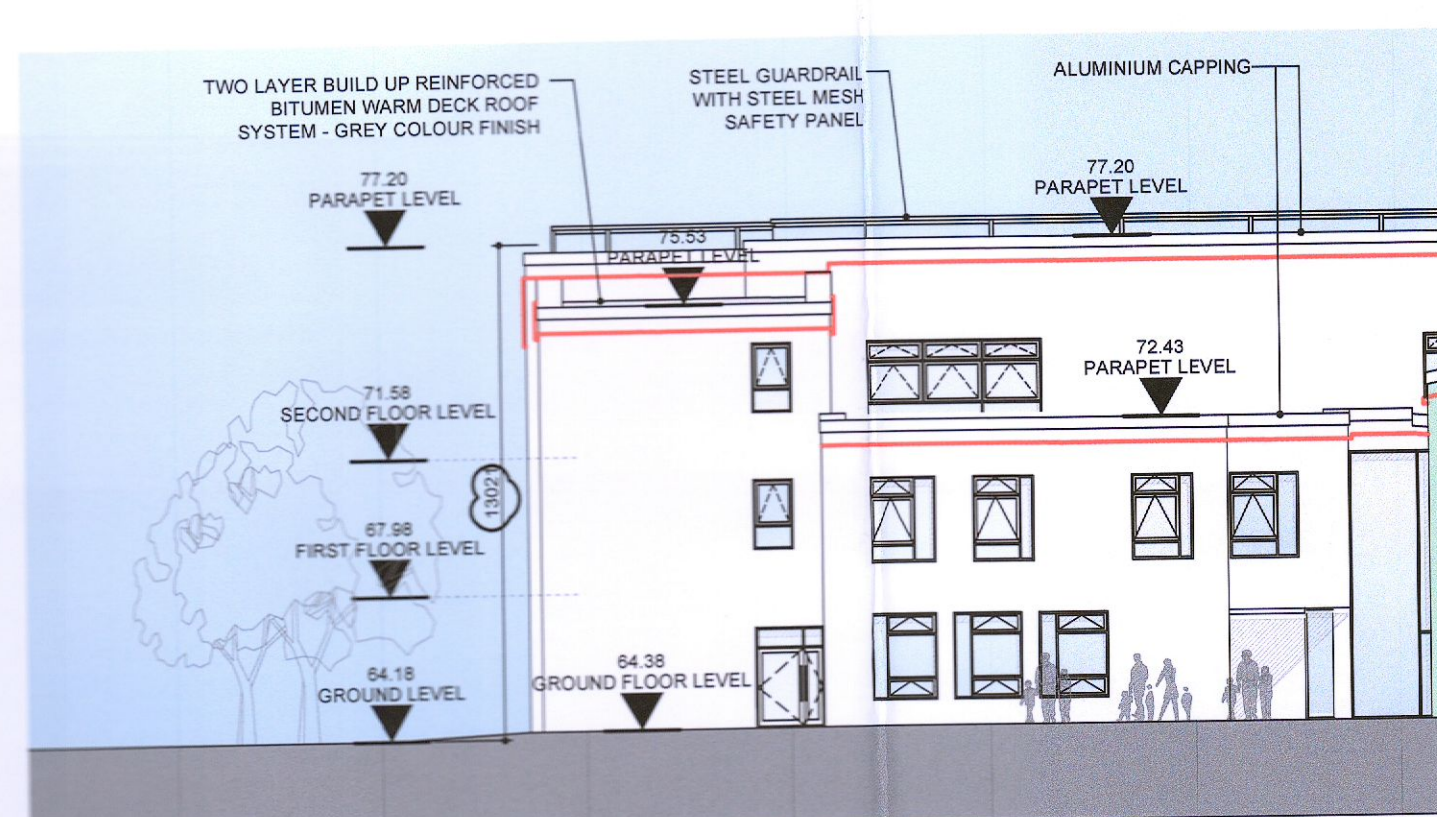 TWO LAYER BUILD UP REINFORCED
BITUMEN WARM DECK ROOF
SYSTEM - GREY COLOUR FINISH
STEEL GUARDRAIL
WITH STEEL MESH
SAFETY PANEL
ALUMINIUM CAPPING
77.20
PARAPET LEVEL
77.20
PARAPET LEVEL
75.53
PARAPET LEVEL
72.43
PARAPET LEVEL
71.58
SECOND FLOOR LEVEL
13021
67.98
FIRST FLOOR LEVEL
64.18
GROUND LEVEL
64.38
GROUND FLOOR LEVEL